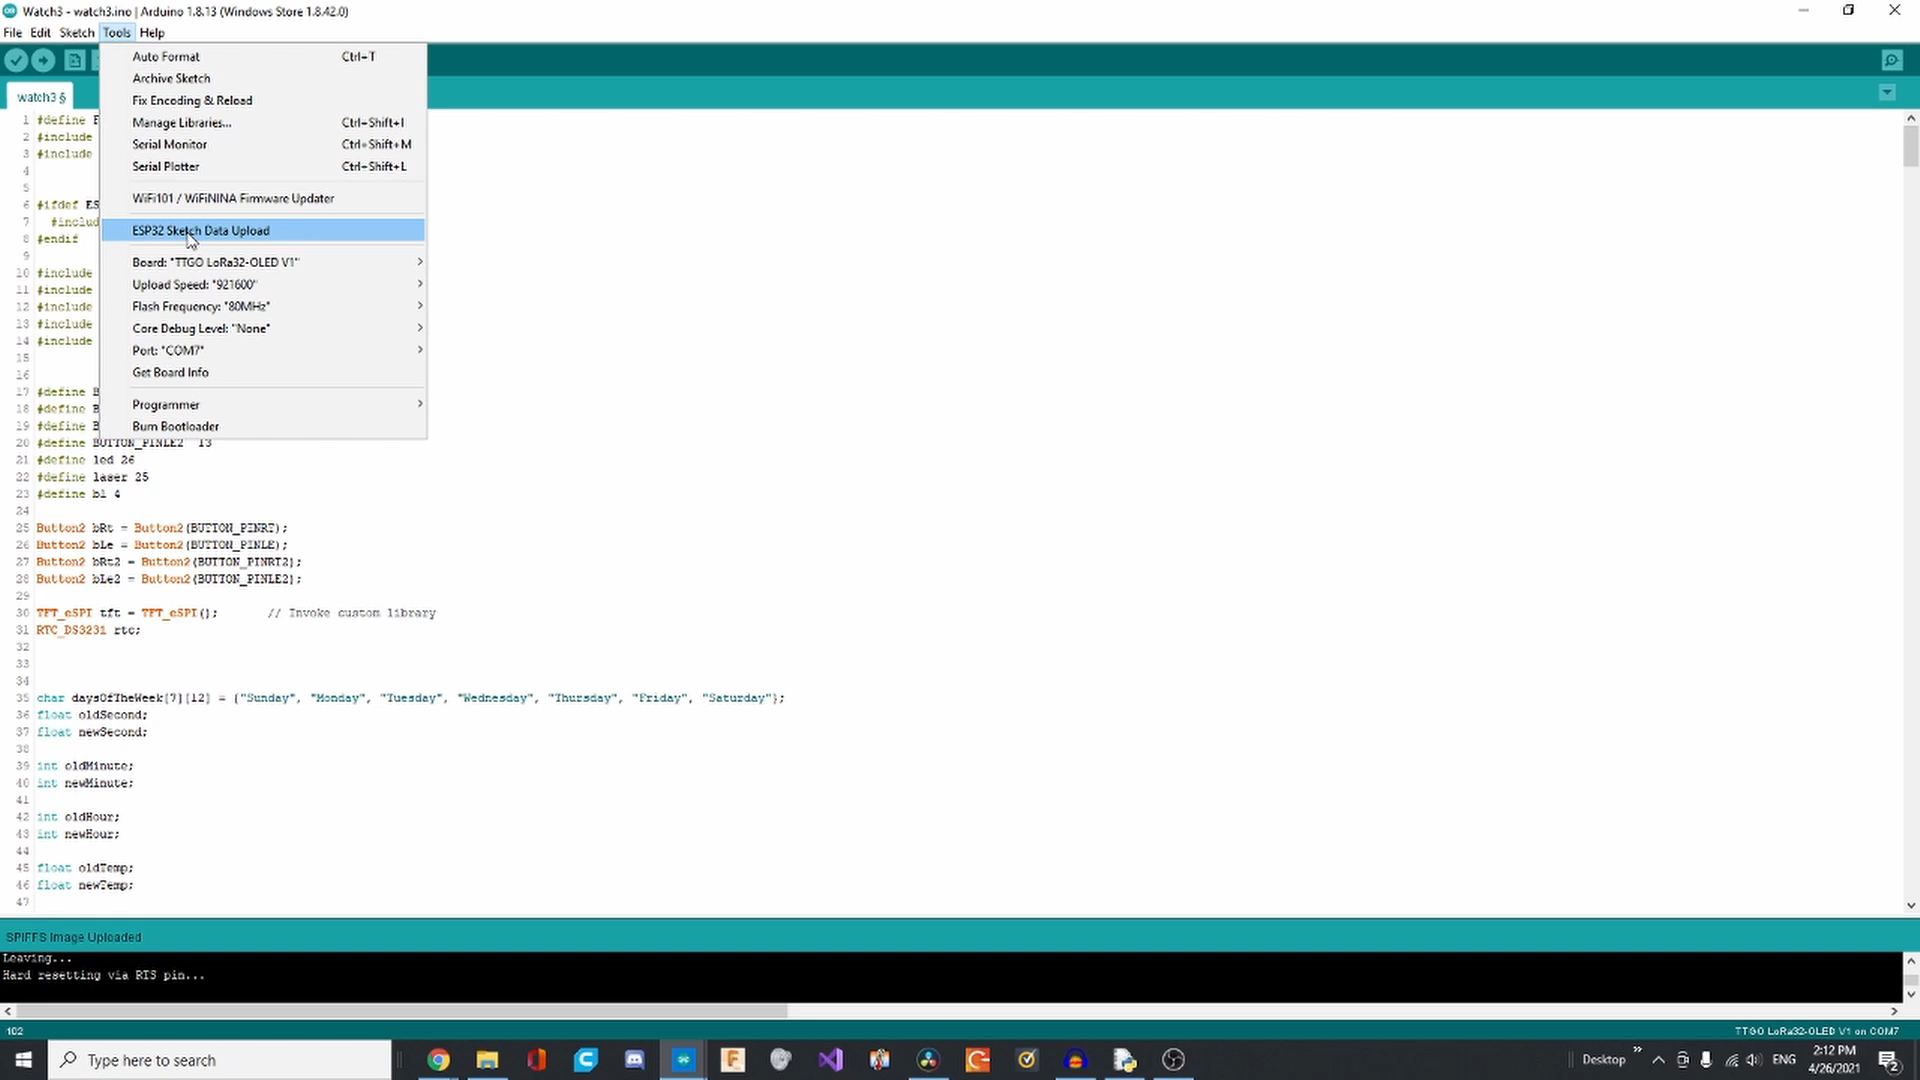 Watch3 - watch3.ino | Arduino 1.8.13 (Windows Store 1.8.42.0)
File Edit Sketch Tools Help
Auto Format Ctrl+T
Archive Sketch
Fix Encoding & Reload
Manage Libraries... Ctrl+Shift+I
Serial Monitor Ctrl+Shift+M
Serial Plotter Ctrl+Shift+L
WiFi101 / WiFiNINA Firmware Updater
ESP32 Sketch Data Upload
Board: "TTGO LoRa32-OLED V1"
Upload Speed: "921600"
Flash Frequency: "80MHz"
Core Debug Level: "None"
Port: "COM7"
Get Board Info
Programmer
Burn Bootloader
watch3 §
1 #define F
2 #include
3 #include
4
5
6 #ifdef ES
7 #includ
8 #endif
9
10 #include
11 #include
12 #include
13 #include
14 #include
15
16
17 #define B
18 #define B
19 #define B
20 #define BUTTON_PINLE2 13
21 #define led 26
22 #define laser 25
23 #define bl 4
24
25 Button2 bRt = Button2(BUTTON_PINRT);
26 Button2 bLe = Button2(BUTTON_PINLE);
27 Button2 bRt2 = Button2(BUTTON_PINRT2);
28 Button2 bLe2 = Button2(BUTTON_PINLE2);
29
30 TFT_eSPI tft = TFT_eSPI(); // Invoke custom library
31 RTC_DS3231 rtc;
32
33
34
35 char daysOfTheWeek[7][12] = {"Sunday", "Monday", "Tuesday", "Wednesday", "Thursday", "Friday", "Saturday"};
36 float oldSecond;
37 float newSecond;
38
39 int oldMinute;
40 int newMinute;
41
42 int oldHour;
43 int newHour;
44
45 float oldTemp;
46 float newTemp;
47
SPIFFS Image Uploaded
Leaving...
Hard resetting via RTS pin...
102
TTGO LoRa32-OLED V1 on COM7
Type here to search
Desktop
ENG
2:12 PM
4/26/2021
2